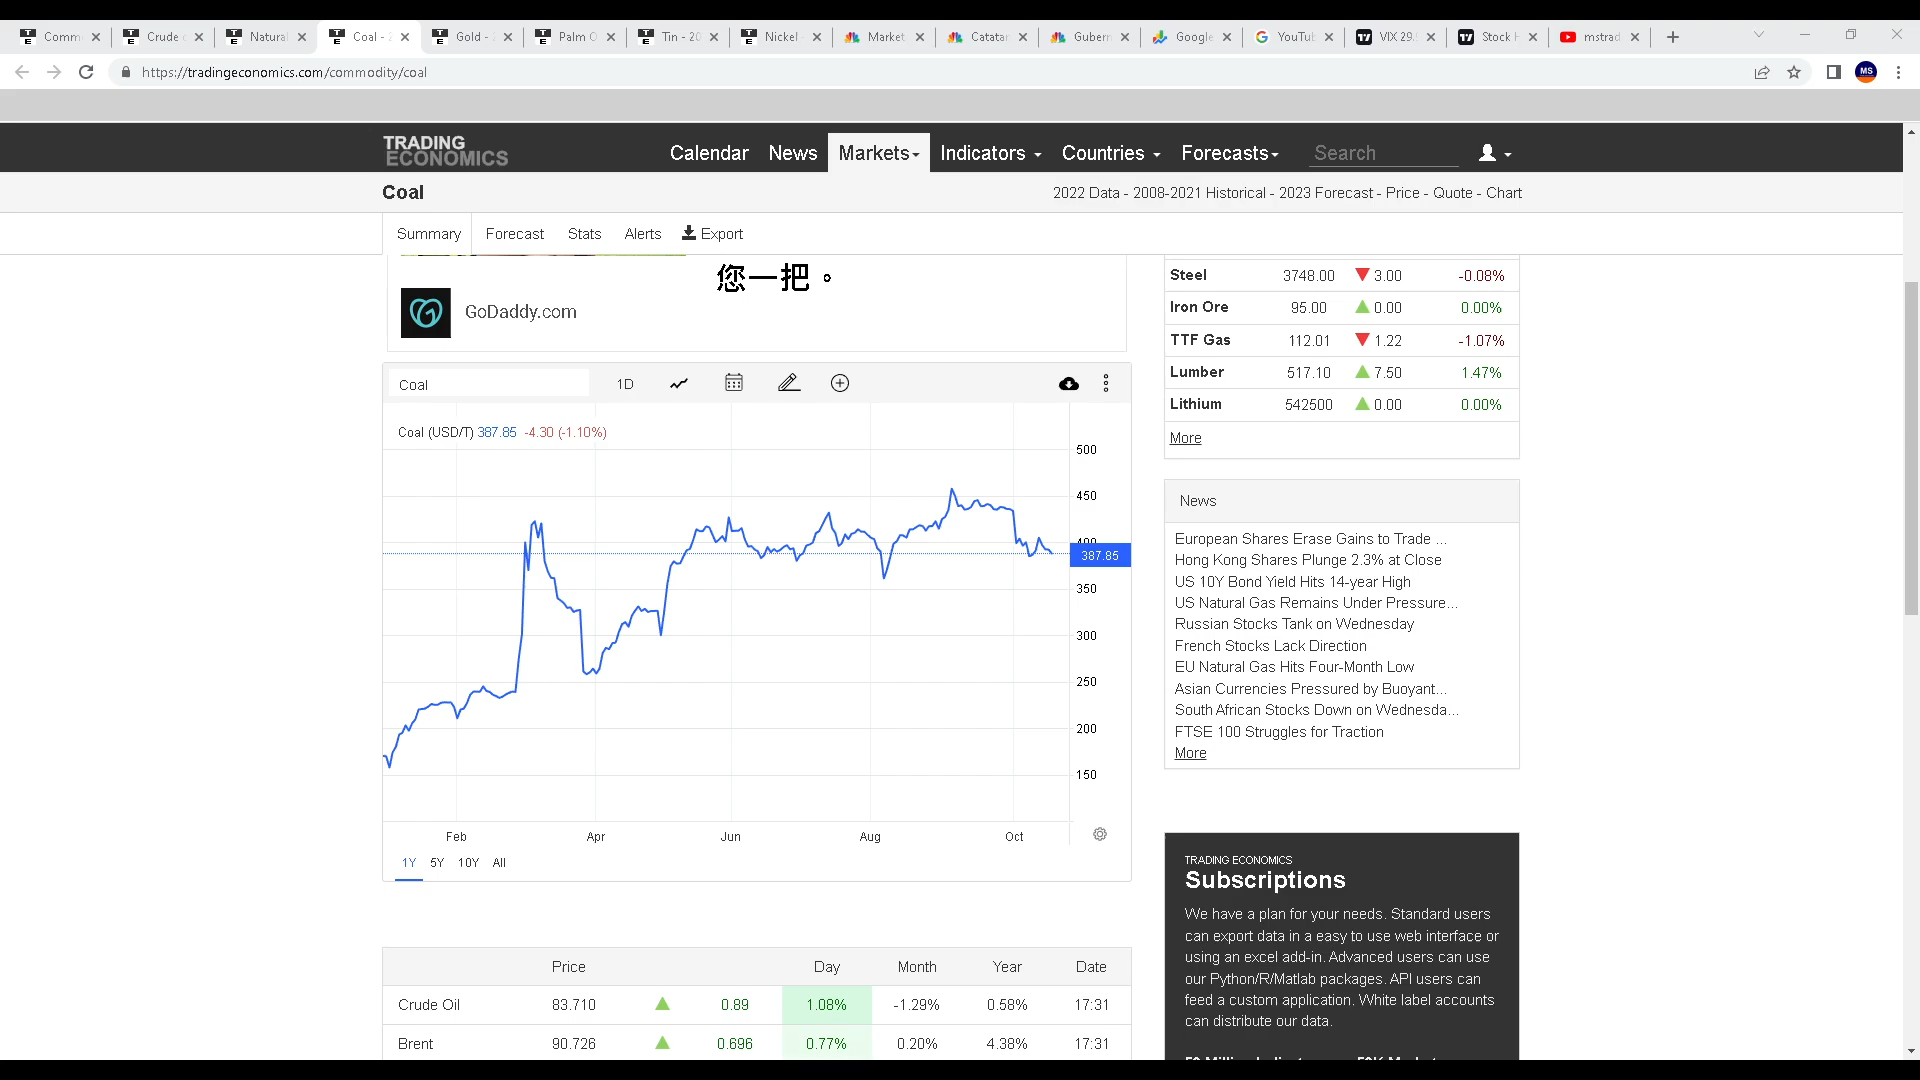 Comm
Crude
Natural
Coal - 2
Gold - 2
Palm O
Tin - 20
Nickel
Market
Catatar
Gubern
Google
YouTu
VIX 29.
Stock H
mstrad
https://tradingeconomics.com/commodity/coal
MS
TRADING ECONOMICS
Calendar News Markets Indicators Countries Forecasts Search
Coal
2022 Data - 2008-2021 Historical - 2023 Forecast - Price - Quote - Chart
Summary Forecast Stats Alerts Export
您一把。
GoDaddy.com
Coal 1D
Coal (USD/T) 387.85 -4.30 (-1.10%)
500
450
400
387.85
350
300
250
200
150
Feb Apr Jun Aug Oct
1Y 5Y 10Y All
Price Day Month Year Date
Crude Oil 83.710 0.89 1.08% -1.29% 0.58% 17:31
Brent 90.726 0.696 0.77% 0.20% 4.38% 17:31
Steel 3748.00 3.00 -0.08%
Iron Ore 95.00 0.00 0.00%
TTF Gas 112.01 1.22 -1.07%
Lumber 517.10 7.50 1.47%
Lithium 542500 0.00 0.00%
More
News
European Shares Erase Gains to Trade ...
Hong Kong Shares Plunge 2.3% at Close
US 10Y Bond Yield Hits 14-year High
US Natural Gas Remains Under Pressure...
Russian Stocks Tank on Wednesday
French Stocks Lack Direction
EU Natural Gas Hits Four-Month Low
Asian Currencies Pressured by Buoyant...
South African Stocks Down on Wednesda...
FTSE 100 Struggles for Traction
More
TRADING ECONOMICS
Subscriptions
We have a plan for your needs. Standard users
can export data in a easy to use web interface or
using an excel add-in. Advanced users can use
our Python/R/Matlab packages. API users can
feed a custom application. White label accounts
can distribute our data.